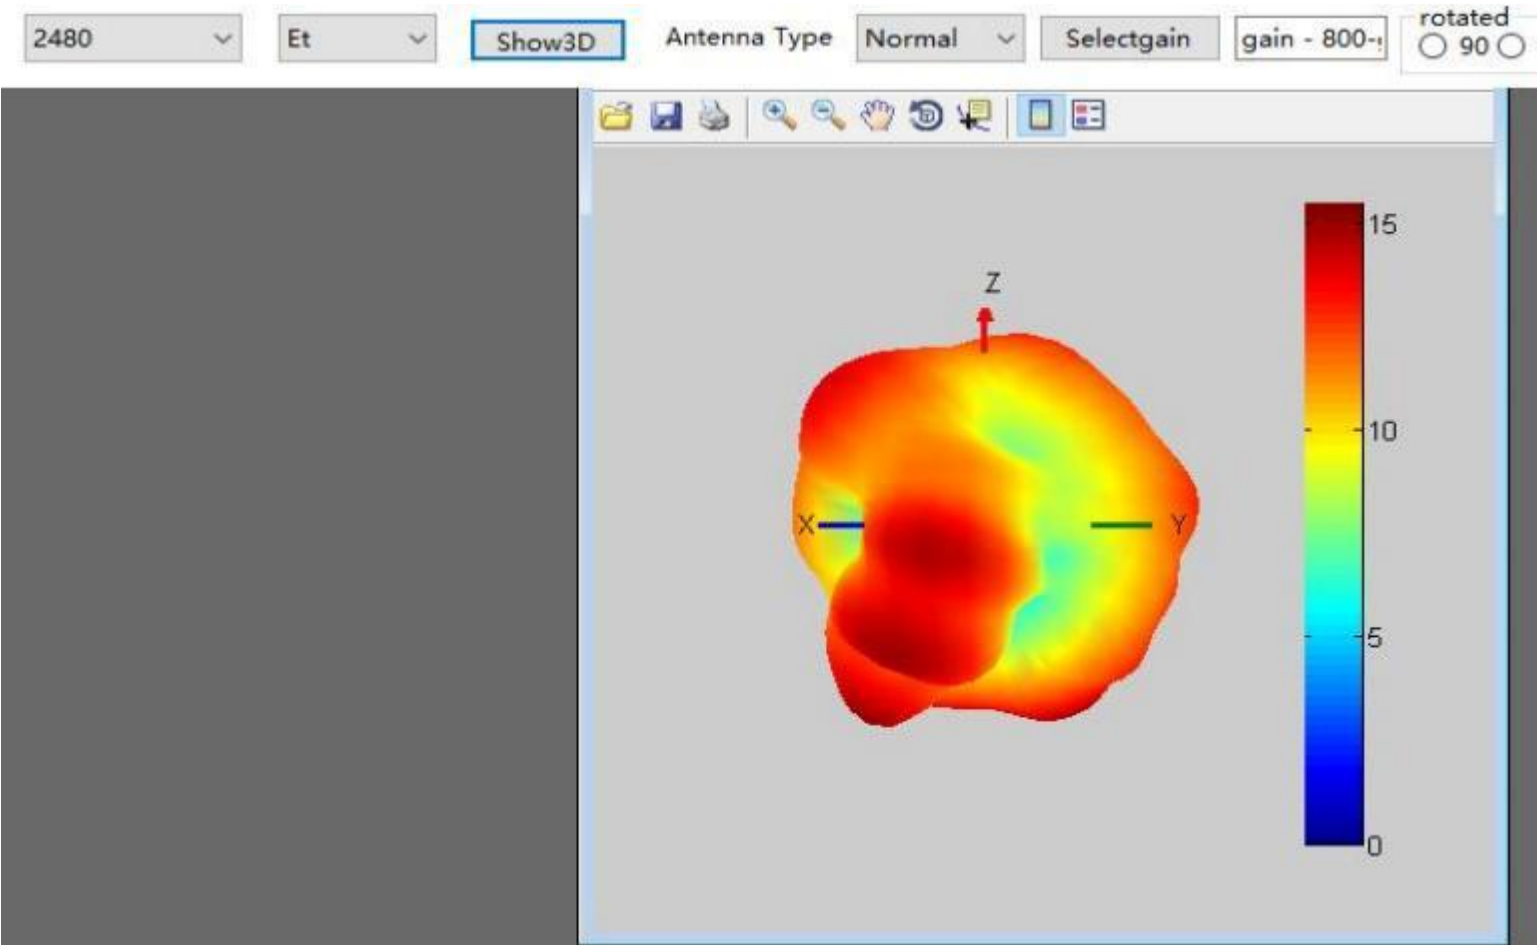 rotated
2480 Et Show3D Antenna Type Normal Selectgain gain - 800- 90
15
Z
10
X Y
5
0